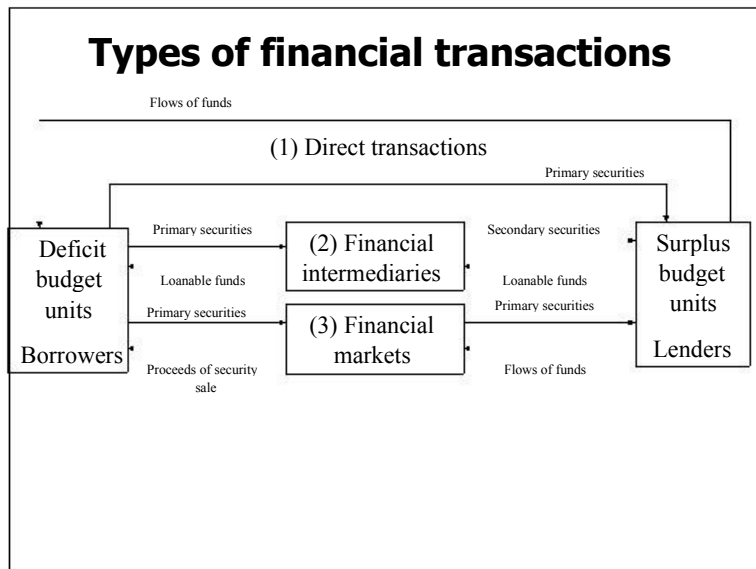 Types of financial transactions
Flows of funds
(1) Direct transactions
Primary securities
Deficit
budget
units
Borrowers
Primary securities
Loanable funds
Primary securities
Proceeds of security
sale
(2) Financial
intermediaries
(3) Financial
markets
Secondary securities
Loanable funds
Primary securities
Flows of funds
Surplus
budget
units
Lenders